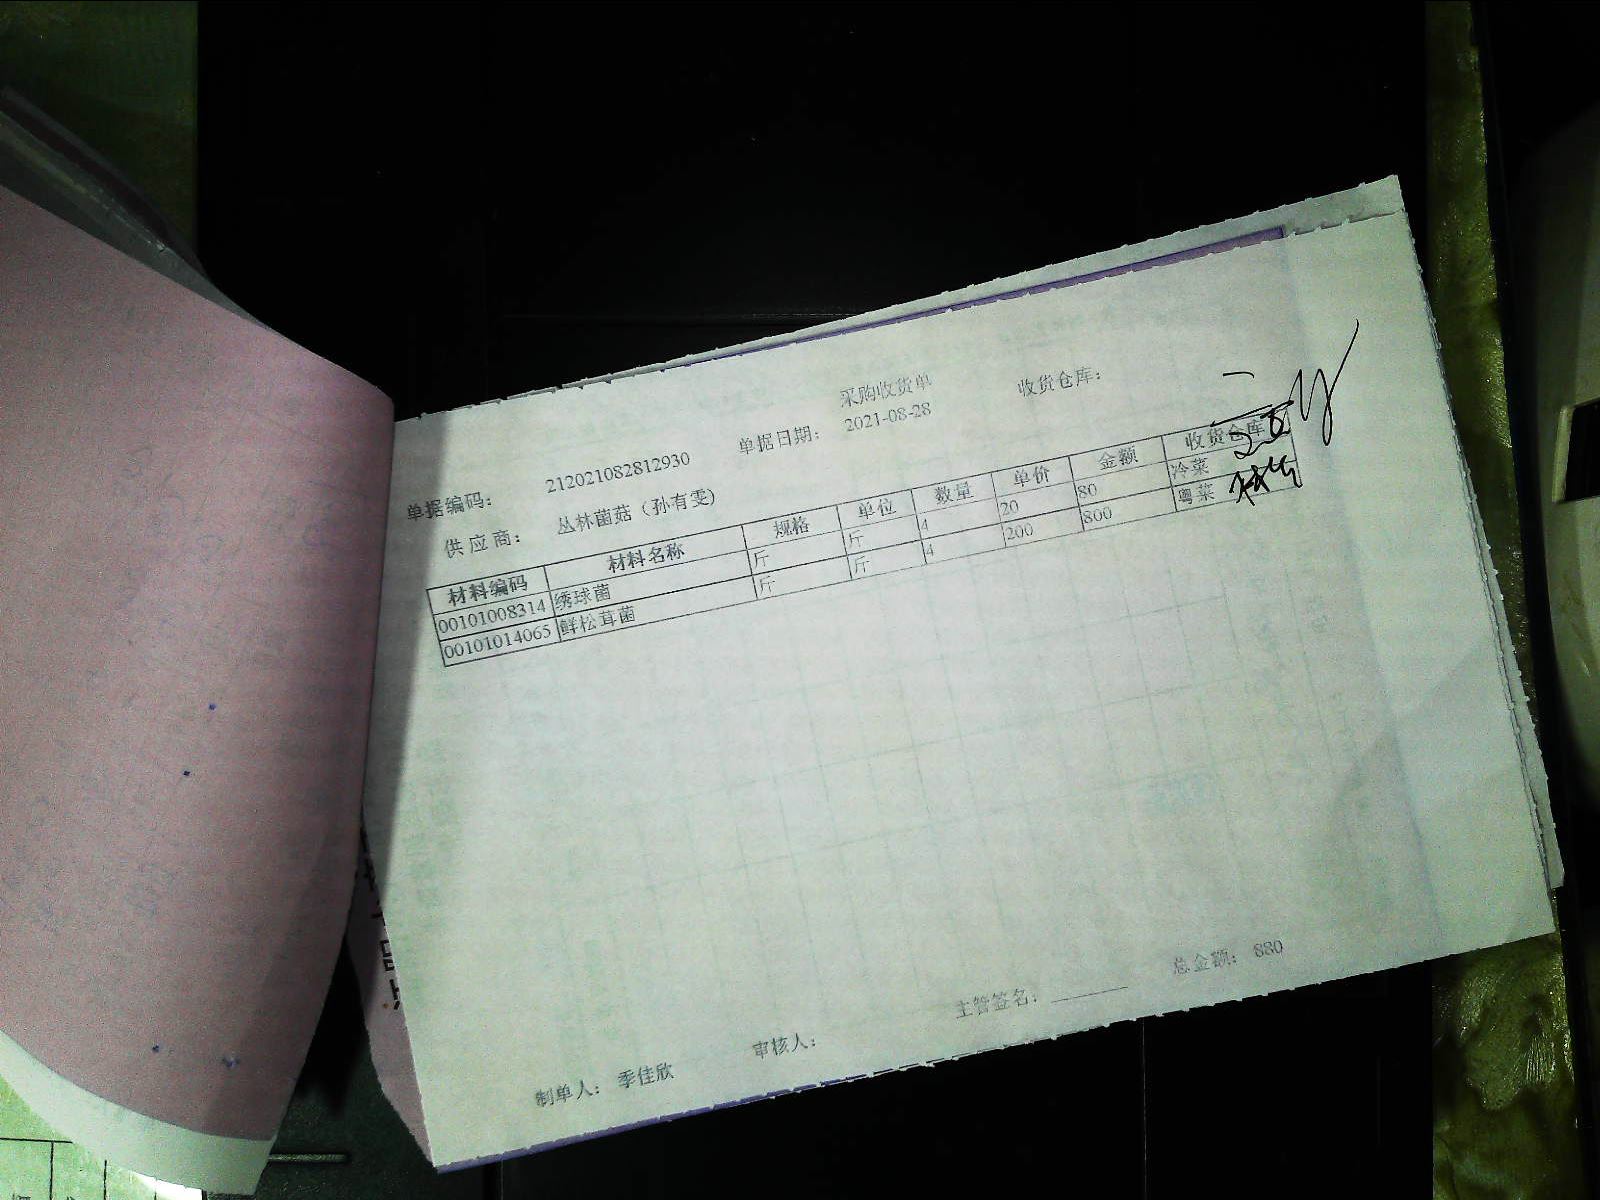 采购收货单
单据编码： 212021082812930 单据日期： 2021-08-28 收货仓库：
供应商： 丛林菌菇（孙有雯）
材料编码 材料名称 规格 单位 数量 单价 金额 收货仓库
00101008314 绣球菌 斤 斤 4 20 80 冷菜
00101014065 鲜松茸菌 斤 斤 4 200 800 粤菜
总金额： 880
制单人： 季佳欣 审核人： 主管签名：